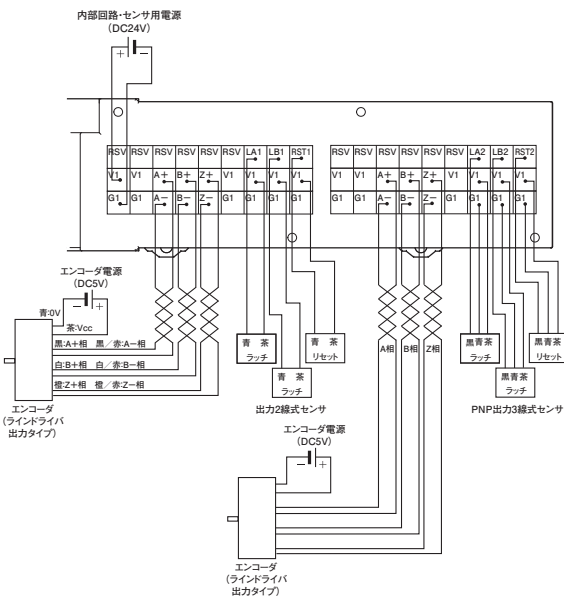 内部回路・センサ用電源
（DC24V）
＋ －
RSV RSV RSV RSV RSV RSV LA1 LB1 RST1
V1 V1 A+ B+ Z+ V1 V1 V1 V1
G1 G1 A− B− Z− G1 G1 G1 G1
RSV RSV RSV RSV RSV RSV LA2 LB2 RST2
V1 V1 A+ B+ Z+ V1 V1 V1 V1
G1 G1 A− B− Z− G1 G1 G1 G1
エンコーダ電源
（DC5V）
－ ＋
青:0V
茶:Vcc
黒:A+相 黒／赤:A−相
白:B+相 白／赤:B−相
橙:Z+相 橙／赤:Z−相
エンコーダ
（ラインドライバ
出力タイプ）
青 茶
ラッチ
青 茶
リセット
青 茶
ラッチ
出力2線式センサ
A相 B相 Z相
黒青茶
ラッチ
黒青茶
リセット
黒青茶
ラッチ
PNP出力3線式センサ
エンコーダ電源
（DC5V）
－ ＋
エンコーダ
（ラインドライバ
出力タイプ）